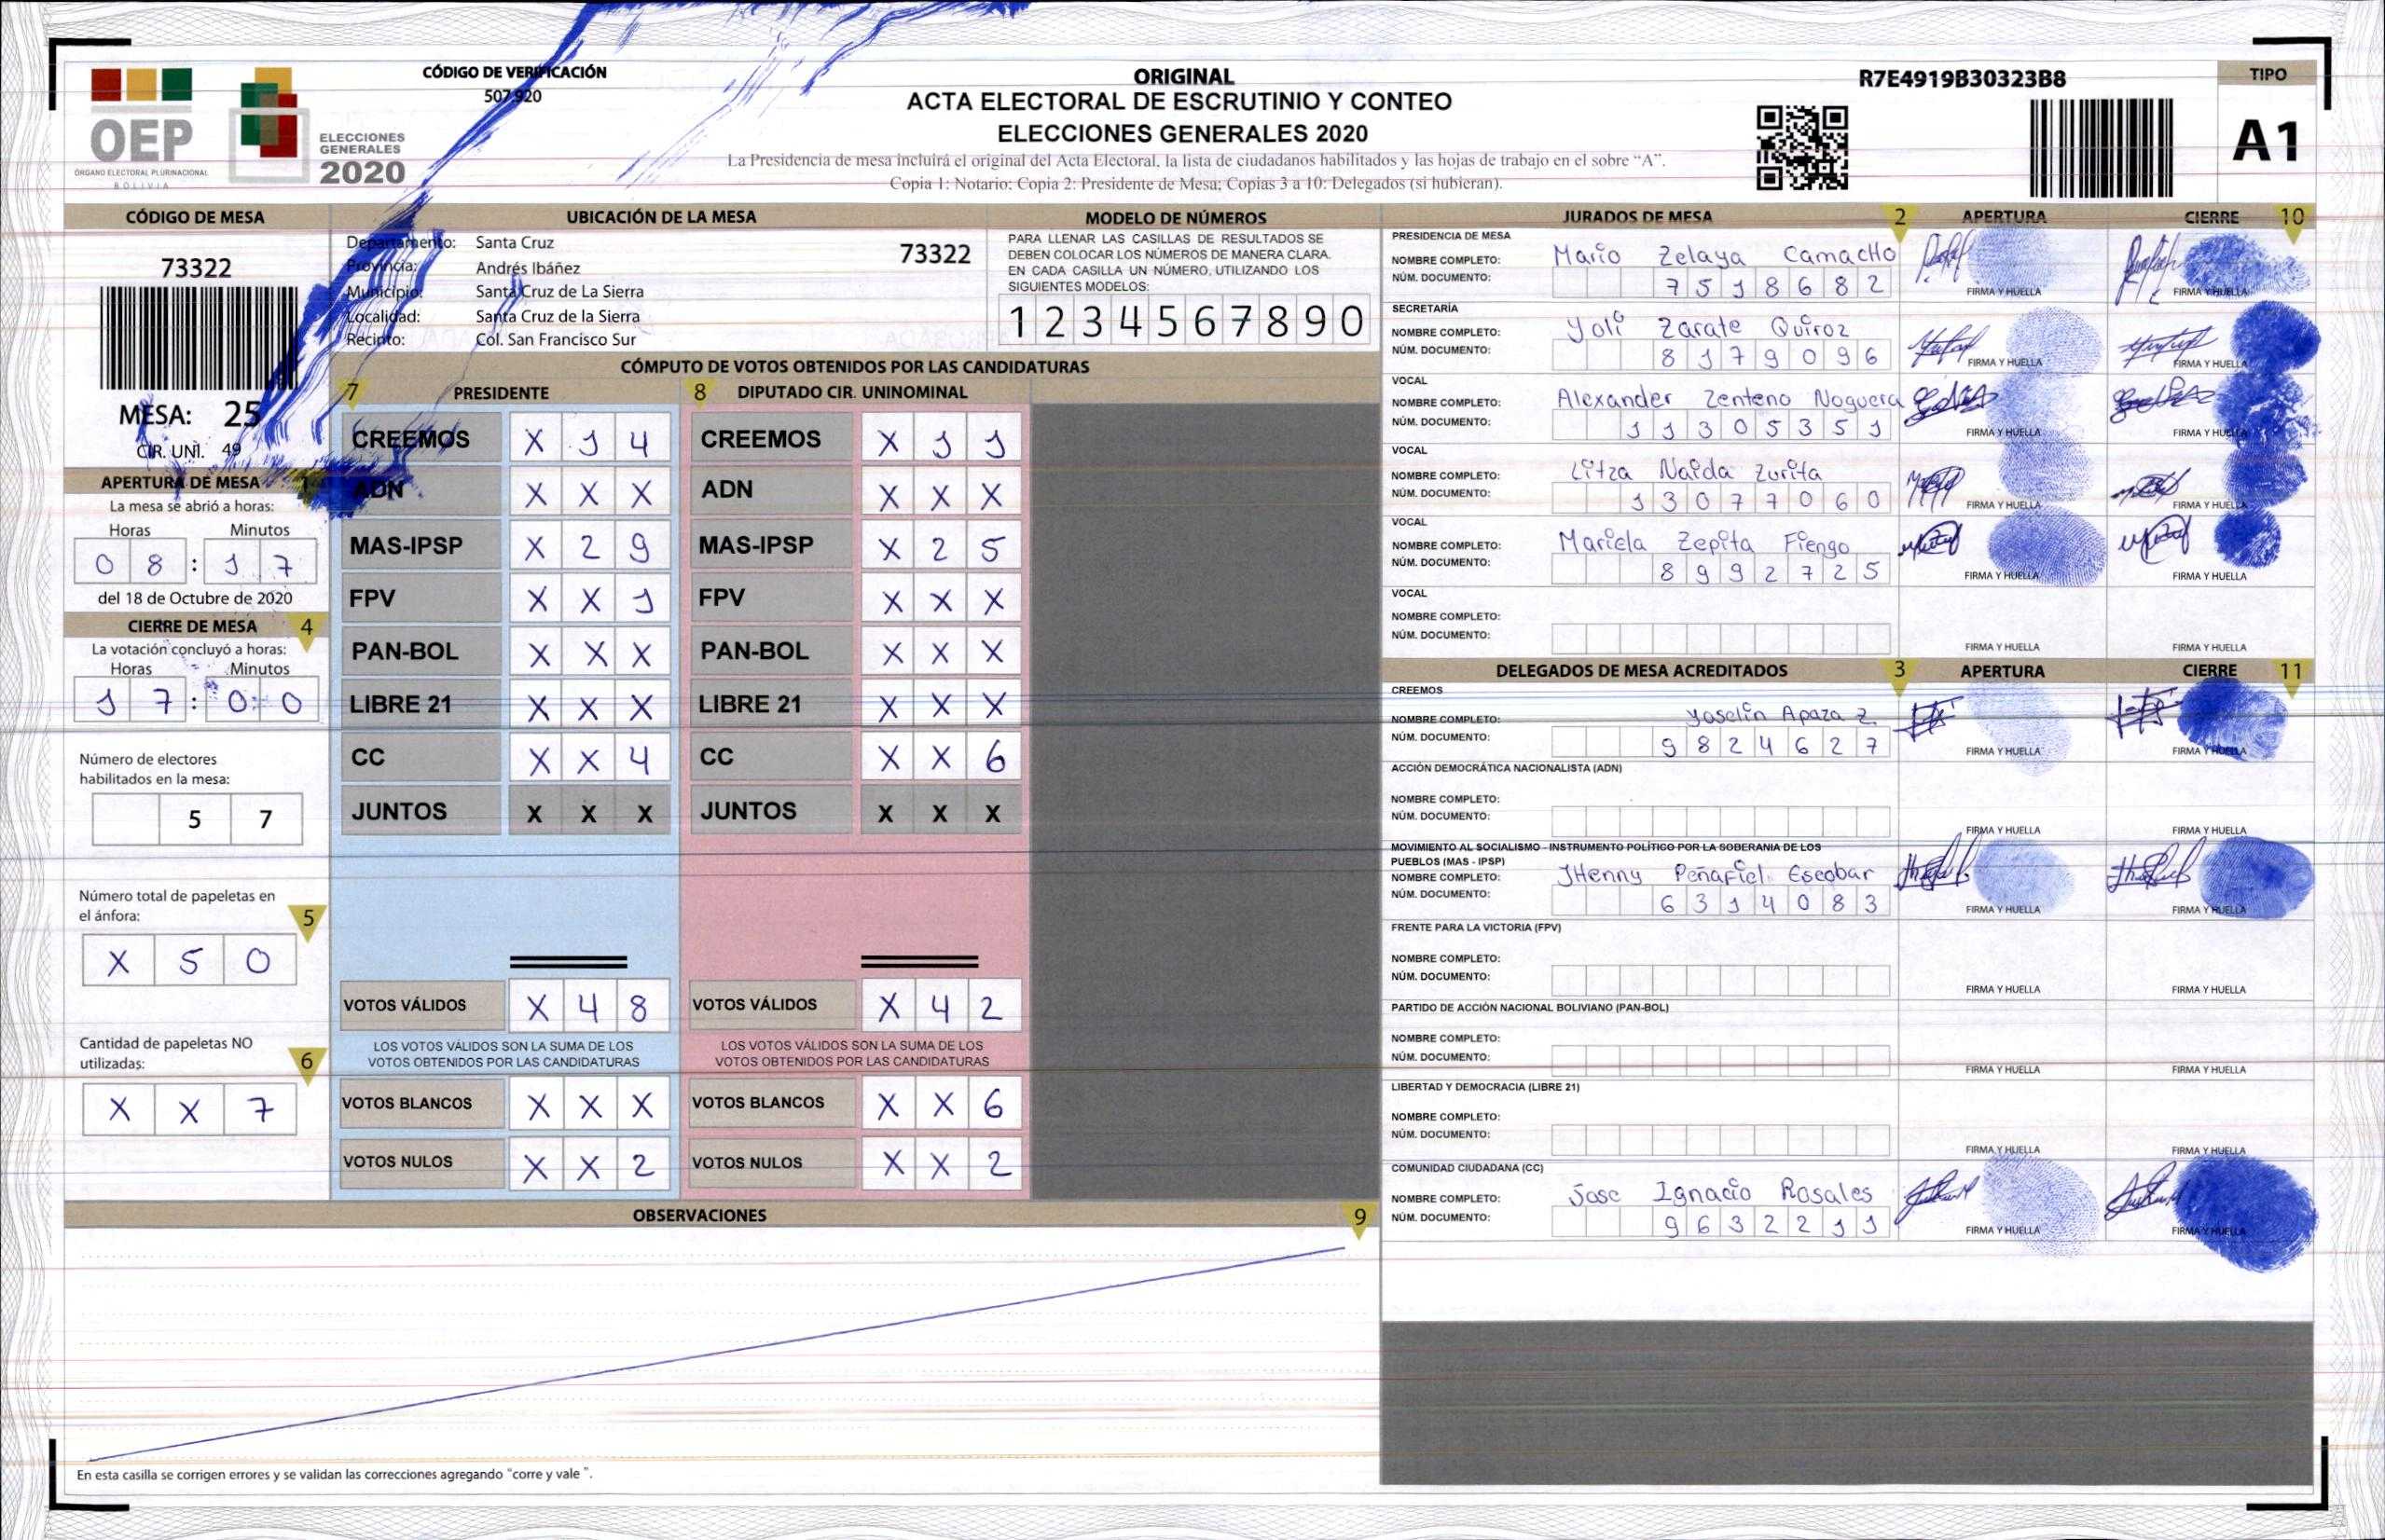 CÓDIGO DE VERIFICACIÓN
507920
ORIGINAL
ACTA ELECTORAL DE ESCRUTINIO Y CONTEO
ELECCIONES GENERALES 2020
La Presidencia de mesa incluirá el original del Acta Electoral, la lista de ciudadanos habilitados y las hojas de trabajo en el sobre “A”.
Copia 1: Notario; Copia 2: Presidente de Mesa; Copias 3 a 10: Delegados (si hubieran).
R7E4919B30323B8
TIPO
A1
OEP
ÓRGANO ELECTORAL PLURINACIONAL
BOLIVIA
ELECCIONES
GENERALES
2020
CÓDIGO DE MESA
73322
MESA: 25
CIR. UNI. 49
APERTURA DE MESA 1
La mesa se abrió a horas:
Horas Minutos
0 8 : 1 7
del 18 de Octubre de 2020
CIERRE DE MESA 4
La votación concluyó a horas:
Horas Minutos
1 7 : 0 0
Número de electores
habilitados en la mesa:
5 7
Número total de papeletas en
el ánfora: 5
X 5 0
Cantidad de papeletas NO
utilizadas: 6
X X 7
UBICACIÓN DE LA MESA
Departamento: Santa Cruz
73322
Provincia: Andrés Ibáñez
Municipio: Santa Cruz de La Sierra
Localidad: Santa Cruz de la Sierra
Recinto: Col. San Francisco Sur
MODELO DE NÚMEROS
PARA LLENAR LAS CASILLAS DE RESULTADOS SE
DEBEN COLOCAR LOS NÚMEROS DE MANERA CLARA.
EN CADA CASILLA UN NÚMERO, UTILIZANDO LOS
SIGUIENTES MODELOS:
1 2 3 4 5 6 7 8 9 0
CÓMPUTO DE VOTOS OBTENIDOS POR LAS CANDIDATURAS
7 PRESIDENTE 8 DIPUTADO CIR. UNINOMINAL
CREEMOS X 1 4 CREEMOS X 1 1
ADN X X X ADN X X X
MAS-IPSP X 2 9 MAS-IPSP X 2 5
FPV X X 1 FPV X X X
PAN-BOL X X X PAN-BOL X X X
LIBRE 21 X X X LIBRE 21 X X X
CC X X 4 CC X X 6
JUNTOS X X X JUNTOS X X X
VOTOS VÁLIDOS X 4 8 VOTOS VÁLIDOS X 4 2
LOS VOTOS VÁLIDOS SON LA SUMA DE LOS LOS VOTOS VÁLIDOS SON LA SUMA DE LOS
VOTOS OBTENIDOS POR LAS CANDIDATURAS VOTOS OBTENIDOS POR LAS CANDIDATURAS
VOTOS BLANCOS X X X VOTOS BLANCOS X X 6
VOTOS NULOS X X 2 VOTOS NULOS X X 2
OBSERVACIONES 9
En esta casilla se corrigen errores y se validan las correcciones agregando "corre y vale ".
JURADOS DE MESA 2 APERTURA CIERRE 10
PRESIDENCIA DE MESA
NOMBRE COMPLETO: Mario Zelaya Camacho
NÚM. DOCUMENTO: 7 5 1 8 6 8 2
FIRMA Y HUELLA FIRMA Y HUELLA
SECRETARÍA
NOMBRE COMPLETO: Yoli Zarate Quiroz
NÚM. DOCUMENTO: 8 1 7 9 0 9 6
FIRMA Y HUELLA FIRMA Y HUELLA
VOCAL
NOMBRE COMPLETO: Alexander Zenteno Noguera
NÚM. DOCUMENTO: 1 1 3 0 5 3 5 1
FIRMA Y HUELLA FIRMA Y HUELLA
VOCAL
NOMBRE COMPLETO: Litza Naida Zurita
NÚM. DOCUMENTO: 1 3 0 7 7 0 6 0
FIRMA Y HUELLA FIRMA Y HUELLA
VOCAL
NOMBRE COMPLETO: Mariela Zepita Fiengo
NÚM. DOCUMENTO: 8 9 9 2 7 2 5
FIRMA Y HUELLA FIRMA Y HUELLA
VOCAL
NOMBRE COMPLETO:
NÚM. DOCUMENTO:
FIRMA Y HUELLA FIRMA Y HUELLA
DELEGADOS DE MESA ACREDITADOS 3 APERTURA CIERRE 11
CREEMOS
NOMBRE COMPLETO: Yoselin Apaza Z.
NÚM. DOCUMENTO: 9 8 2 4 6 2 7
FIRMA Y HUELLA FIRMA Y HUELLA
ACCIÓN DEMOCRÁTICA NACIONALISTA (ADN)
NOMBRE COMPLETO:
NÚM. DOCUMENTO:
FIRMA Y HUELLA FIRMA Y HUELLA
MOVIMIENTO AL SOCIALISMO - INSTRUMENTO POLÍTICO POR LA SOBERANIA DE LOS
PUEBLOS (MAS - IPSP)
NOMBRE COMPLETO: JHenny Peñafiel Escobar
NÚM. DOCUMENTO: 6 3 1 4 0 8 3
FIRMA Y HUELLA FIRMA Y HUELLA
FRENTE PARA LA VICTORIA (FPV)
NOMBRE COMPLETO:
NÚM. DOCUMENTO:
FIRMA Y HUELLA FIRMA Y HUELLA
PARTIDO DE ACCIÓN NACIONAL BOLIVIANO (PAN-BOL)
NOMBRE COMPLETO:
NÚM. DOCUMENTO:
FIRMA Y HUELLA FIRMA Y HUELLA
LIBERTAD Y DEMOCRACIA (LIBRE 21)
NOMBRE COMPLETO:
NÚM. DOCUMENTO:
FIRMA Y HUELLA FIRMA Y HUELLA
COMUNIDAD CIUDADANA (CC)
NOMBRE COMPLETO: Jose Ignacio Rosales
NÚM. DOCUMENTO: 9 6 3 2 2 1 1
FIRMA Y HUELLA FIRMA Y HUELLA